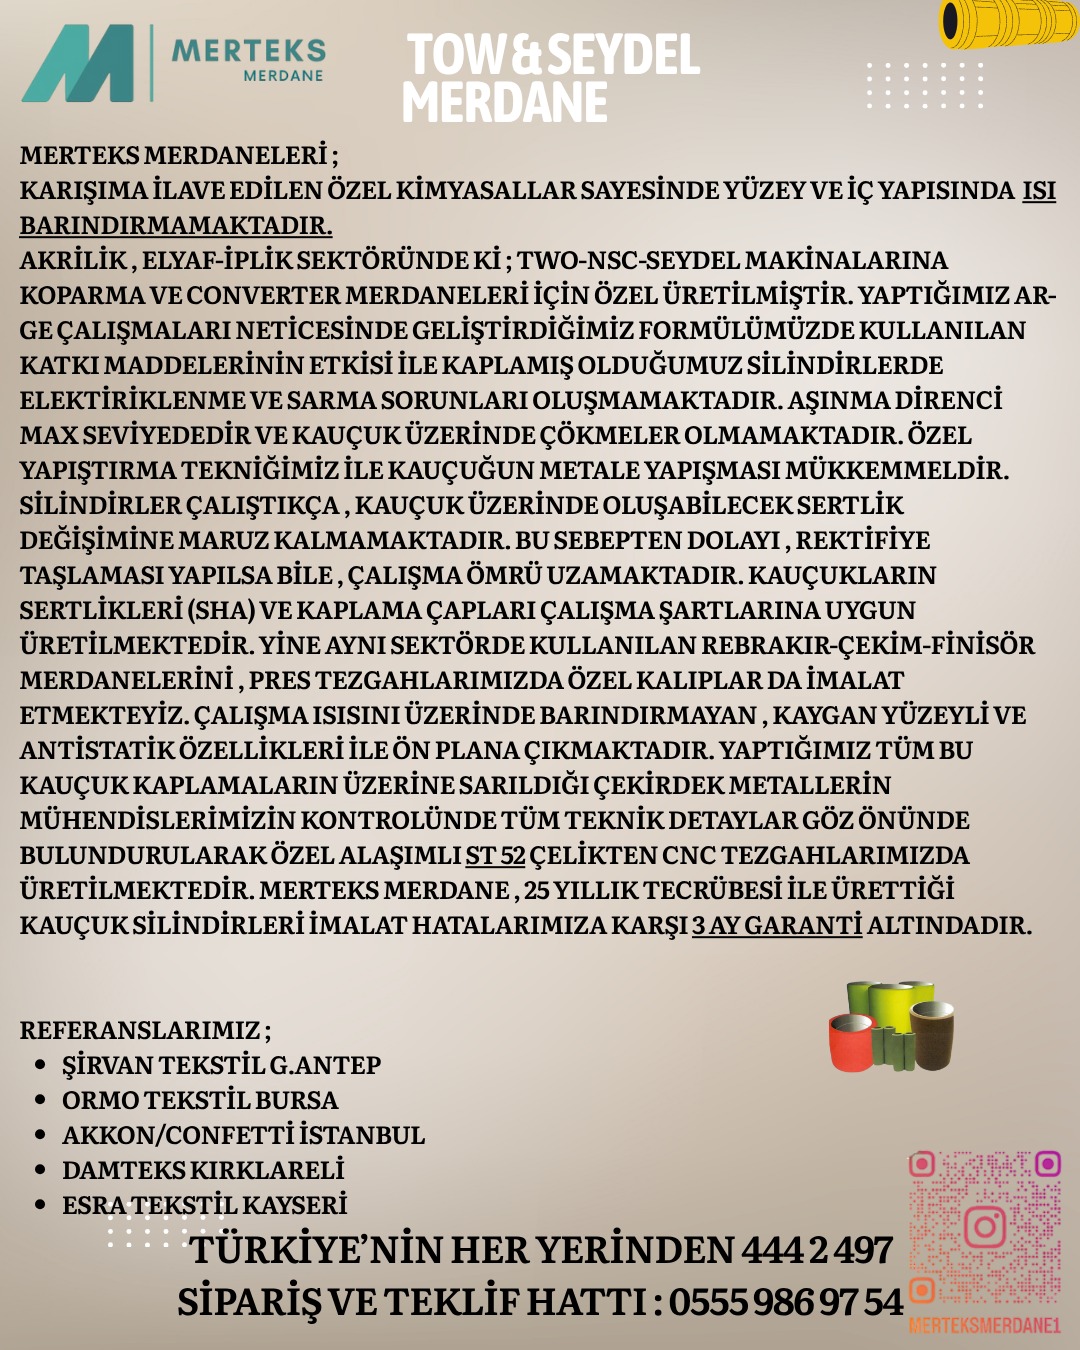 MERTEKS
MERDANE
TOW & SEYDEL
MERDANE
MERTEKS MERDANELERİ ;
KARIŞIMA İLAVE EDİLEN ÖZEL KİMYASALLAR SAYESİNDE YÜZEY VE İÇ YAPISINDA ISI
BARINDIRMAMAKTADIR.
AKRİLİK , ELYAF-İPLİK SEKTÖRÜNDE Kİ ; TWO-NSC-SEYDEL MAKİNALARINA
KOPARMA VE CONVERTER MERDANELERİ İÇİN ÖZEL ÜRETİLMİŞTİR. YAPTIĞIMIZ AR-
GE ÇALIŞMALARI NETİCESİNDE GELİŞTİRDİĞİMİZ FORMÜLÜMÜZDE KULLANILAN
KATKI MADDELERİNİN ETKİSİ İLE KAPLAMIŞ OLDUĞUMUZ SİLİNDİRLERDE
ELEKTİRİKLENME VE SARMA SORUNLARI OLUŞMAMAKTADIR. AŞINMA DİRENCİ
MAX SEVİYEDEDİR VE KAUÇUK ÜZERİNDE ÇÖKMELER OLMAMAKTADIR. ÖZEL
YAPIŞTIRMA TEKNİĞİMİZ İLE KAUÇUĞUN METALE YAPIŞMASI MÜKKEMMELDİR.
SİLİNDİRLER ÇALIŞTIKÇA , KAUÇUK ÜZERİNDE OLUŞABİLECEK SERTLİK
DEĞİŞİMİNE MARUZ KALMAMAKTADIR. BU SEBEPTEN DOLAYI , REKTİFİYE
TAŞLAMASI YAPILSA BİLE , ÇALIŞMA ÖMRÜ UZAMAKTADIR. KAUÇUKLARIN
SERTLİKLERİ (SHA) VE KAPLAMA ÇAPLARI ÇALIŞMA ŞARTLARINA UYGUN
ÜRETİLMEKTEDİR. YİNE AYNI SEKTÖRDE KULLANILAN REBRAKIR-ÇEKİM-FİNİSÖR
MERDANELERİNİ , PRES TEZGAHLARIMIZDA ÖZEL KALIPLAR DA İMALAT
ETMEKTEYİZ. ÇALIŞMA ISISINI ÜZERİNDE BARINDIRMAYAN , KAYGAN YÜZEYLİ VE
ANTİSTATİK ÖZELLİKLERİ İLE ÖN PLANA ÇIKMAKTADIR. YAPTIĞIMIZ TÜM BU
KAUÇUK KAPLAMALARIN ÜZERİNE SARILDIĞI ÇEKİRDEK METALLERİN
MÜHENDİSLERİMİZİN KONTROLÜNDE TÜM TEKNİK DETAYLAR GÖZ ÖNÜNDE
BULUNDURULARAK ÖZEL ALAŞIMLI ST 52 ÇELİKTEN CNC TEZGAHLARIMIZDA
ÜRETİLMEKTEDİR. MERTEKS MERDANE , 25 YILLIK TECRÜBESİ İLE ÜRETTİĞİ
KAUÇUK SİLİNDİRLERİ İMALAT HATALARIMIZA KARŞI 3 AY GARANTİ ALTINDADIR.
REFERANSLARIMIZ ;
• ŞİRVAN TEKSTİL G.ANTEP
• ORMO TEKSTİL BURSA
• AKKON/CONFETTİ İSTANBUL
• DAMTEKS KIRKLARELİ
• ESRA TEKSTİL KAYSERİ
TÜRKİYE’NİN HER YERİNDEN 444 2 497
SİPARİŞ VE TEKLİF HATTI : 0555 986 97 54
MERTEKSMERDANE1